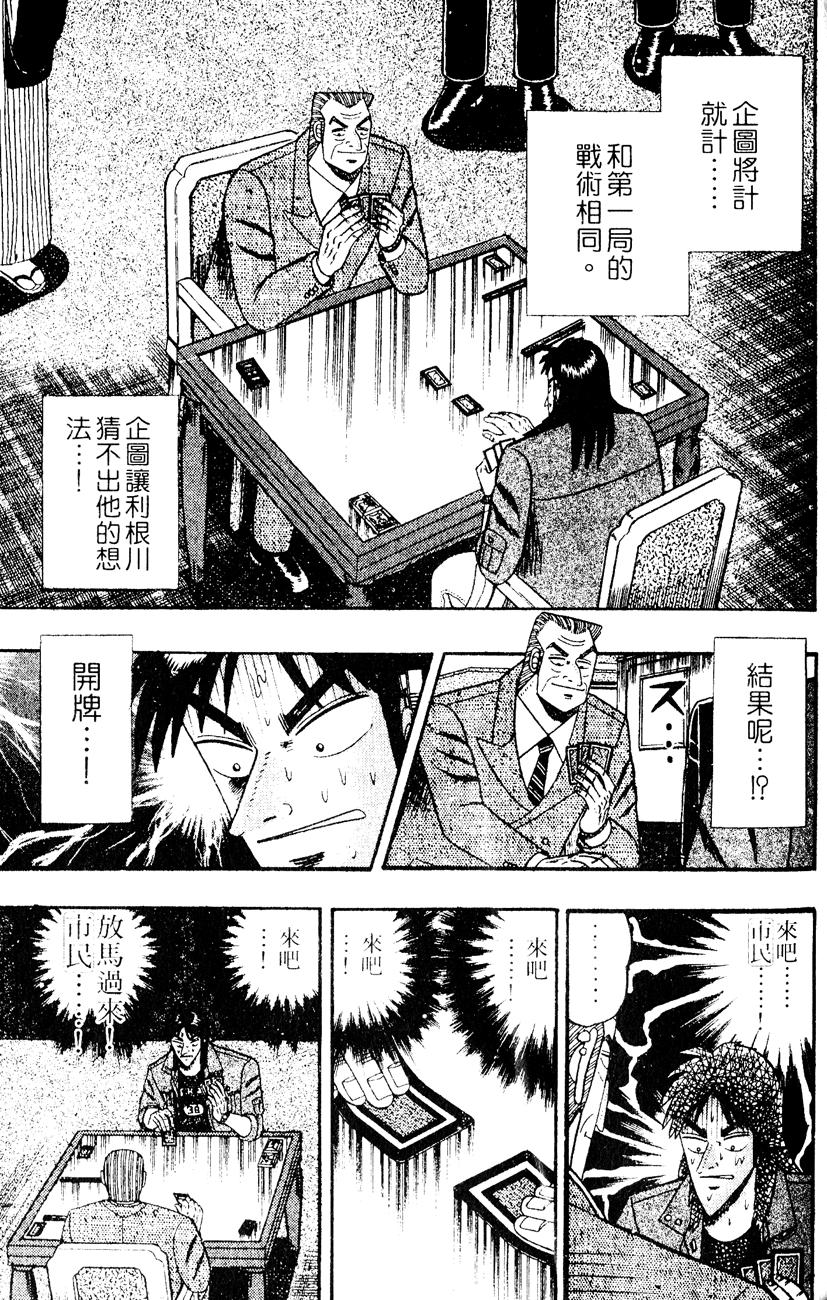 企圖將計
就計……
和第一局的
戰術相同。
企圖讓利根川
猜不出他的想
法…！
結果呢…!?
ス…
開牌…！
來吧……
市民……！
……
來吧
……！
來吧
…！
來吧
…！
放馬過來！
市民……！